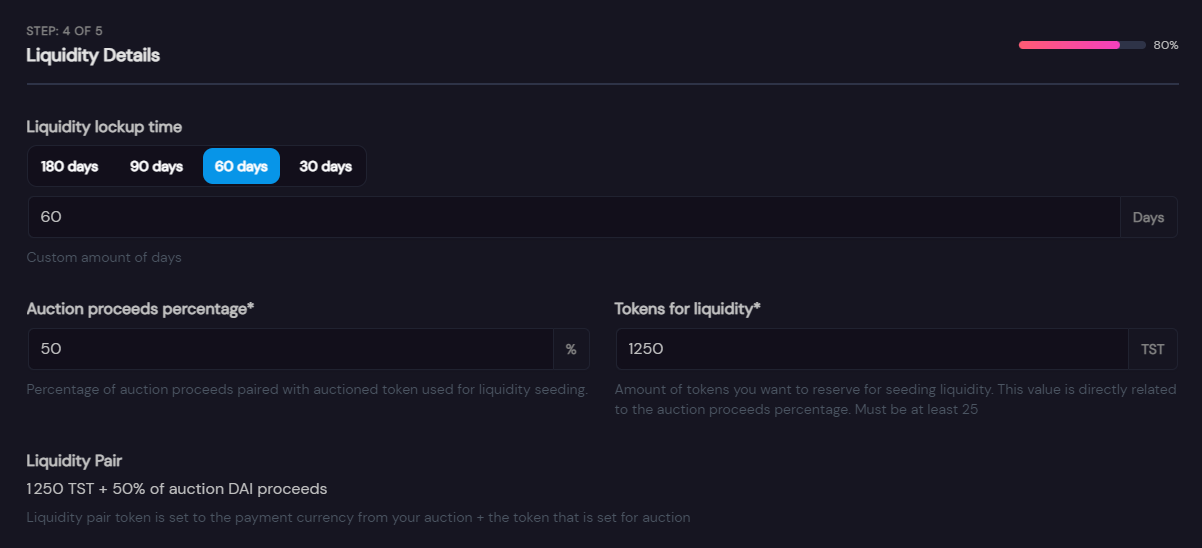 STEP: 4 OF 5
Liquidity Details
80%
Liquidity lockup time
180 days 90 days 60 days 30 days
60 Days
Custom amount of days
Auction proceeds percentage* Tokens for liquidity*
50 % 1250 TST
Percentage of auction proceeds paired with auctioned token used for liquidity seeding. Amount of tokens you want to reserve for seeding liquidity. This value is directly related
to the auction proceeds percentage. Must be at least 25
Liquidity Pair
1 250 TST + 50% of auction DAI proceeds
Liquidity pair token is set to the payment currency from your auction + the token that is set for auction